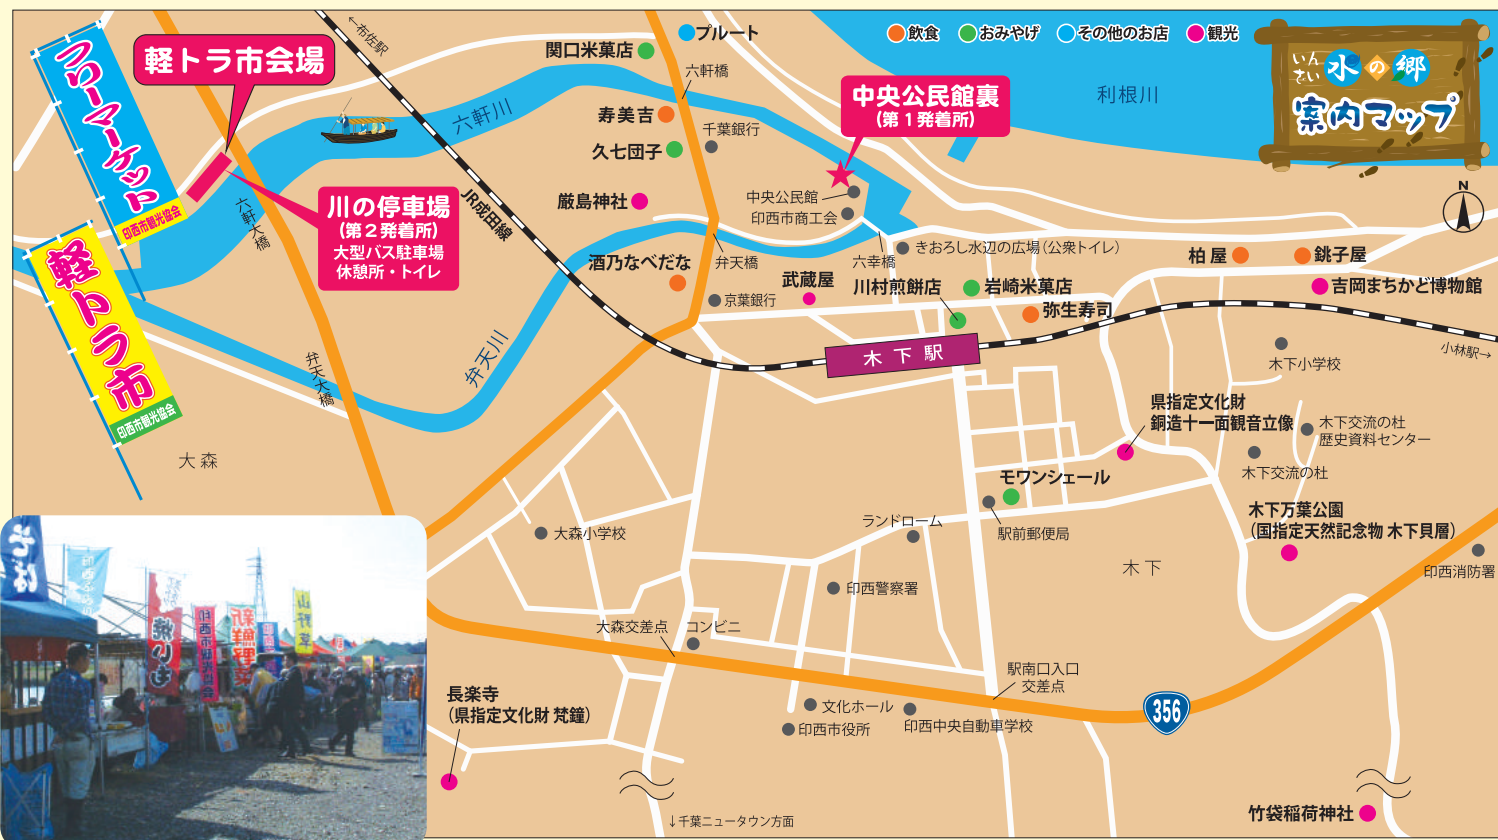 いんざい
水の郷
案内マップ
飲食
おみやげ
その他のお店
観光
フリーマーケット
印西市観光協会
軽トラ市
印西市観光協会
軽トラ市会場
川の停車場
(第2発着所)
大型バス駐車場
休憩所・トイレ
中央公民館裏
(第1発着所)
←布佐駅
関口米菓店
プルート
六軒橋
六軒川
利根川
寿美吉
千葉銀行
久七団子
厳島神社
中央公民館
印西市商工会
六軒大橋
JR成田線
弁天橋
六幸橋
きおろし水辺の広場(公衆トイレ)
酒乃なべだな
京葉銀行
武蔵屋
川村煎餅店
岩崎米菓店
弥生寿司
柏屋
銚子屋
吉岡まちかど博物館
N
木下駅
小林駅→
弁天川
弁天大橋
大森
木下小学校
県指定文化財
銅造十一面観音立像
木下交流の杜
歴史資料センター
木下交流の杜
モワンシェール
駅前郵便局
ランドローム
木下万葉公園
(国指定天然記念物 木下貝層)
木下
印西消防署
大森小学校
印西警察署
大森交差点
コンビニ
駅南口入口
交差点
356
文化ホール
印西市役所
印西中央自動車学校
長楽寺
(県指定文化財 梵鐘)
↓千葉ニュータウン方面
竹袋稲荷神社
そば
焼いも
印西市観光協会
新鮮野菜
山野草